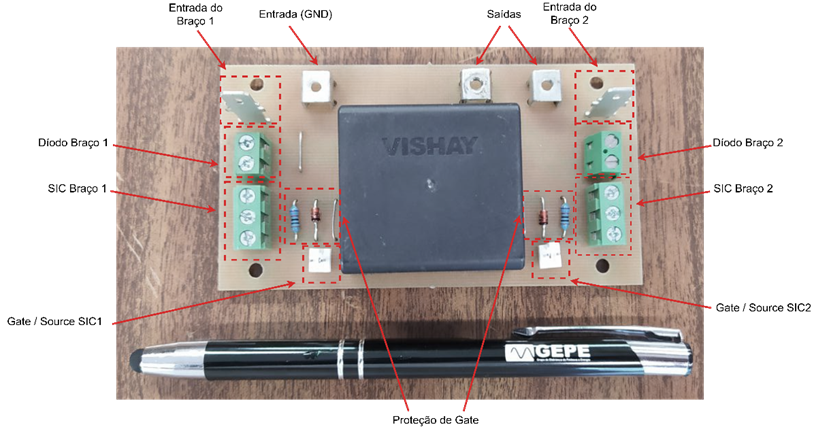 Entrada do
Braço 1
Entrada (GND)
Saídas
Entrada do
Braço 2
Díodo Braço 1
VISHAY
Díodo Braço 2
SIC Braço 1
SIC Braço 2
Gate / Source SIC1
Gate / Source SIC2
GEPE
Proteção de Gate